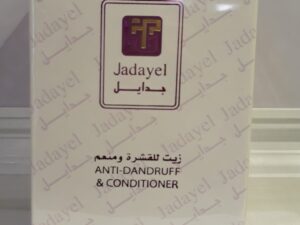 Jadayel
جدايل
زيت للقشرة ومنعم
ANTI-DANDRUFF
& CONDITIONER